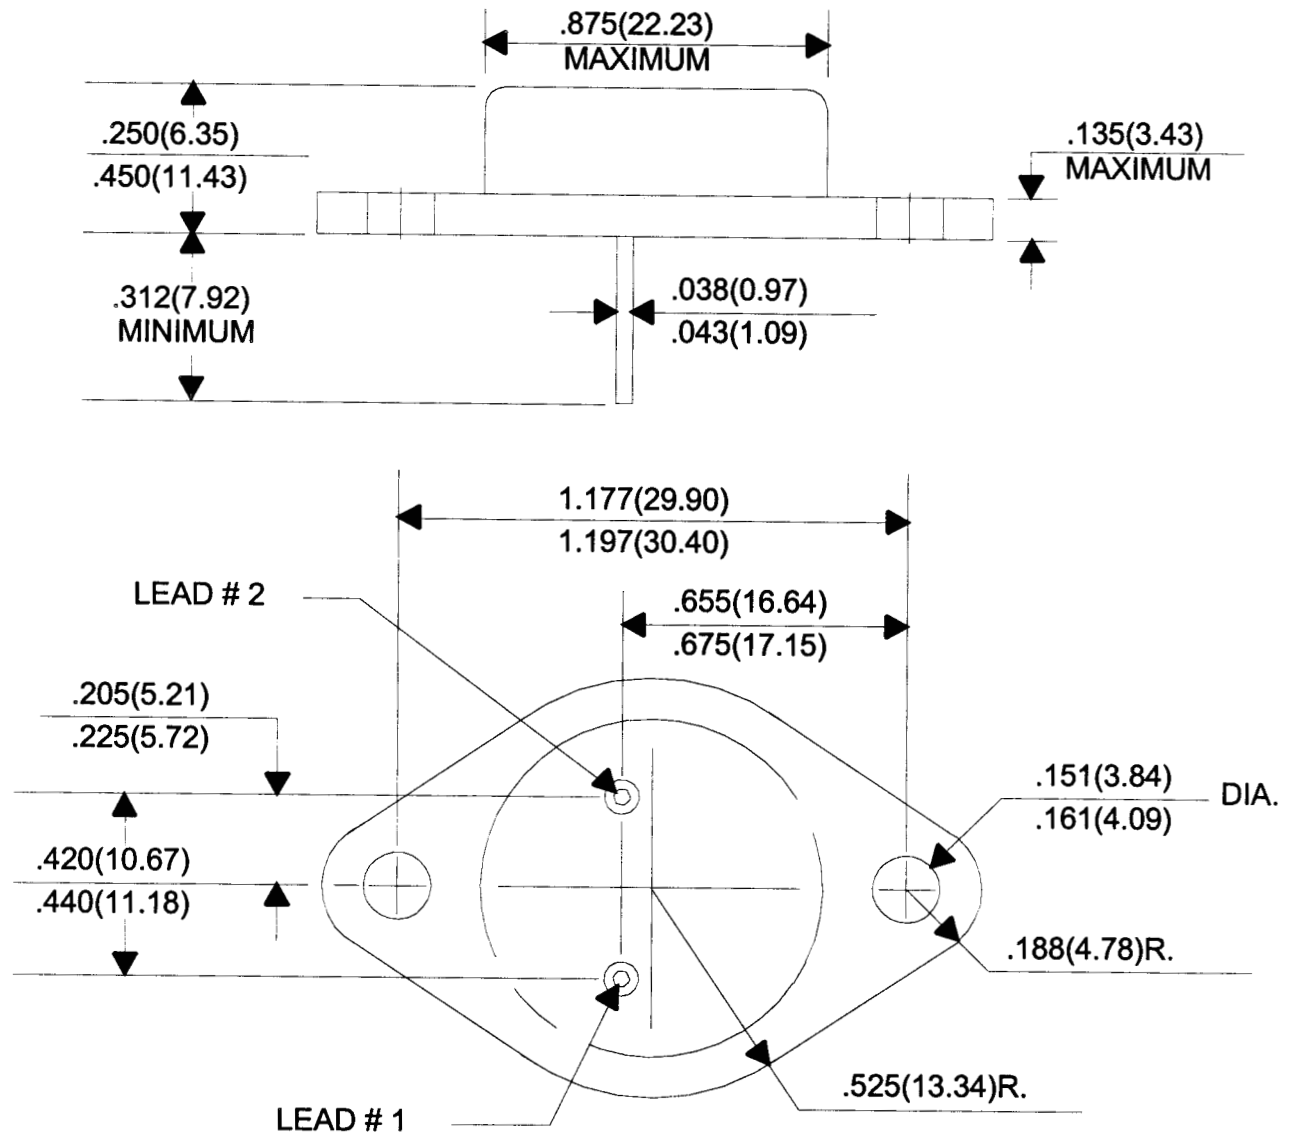 .875(22.23)
MAXIMUM
.250(6.35)
.450(11.43)
.135(3.43)
MAXIMUM
.312(7.92)
MINIMUM
.038(0.97)
.043(1.09)
1.177(29.90)
1.197(30.40)
LEAD # 2
.655(16.64)
.675(17.15)
.205(5.21)
.225(5.72)
.151(3.84)
.161(4.09)
DIA.
.420(10.67)
.440(11.18)
.188(4.78)R.
.525(13.34)R.
LEAD # 1